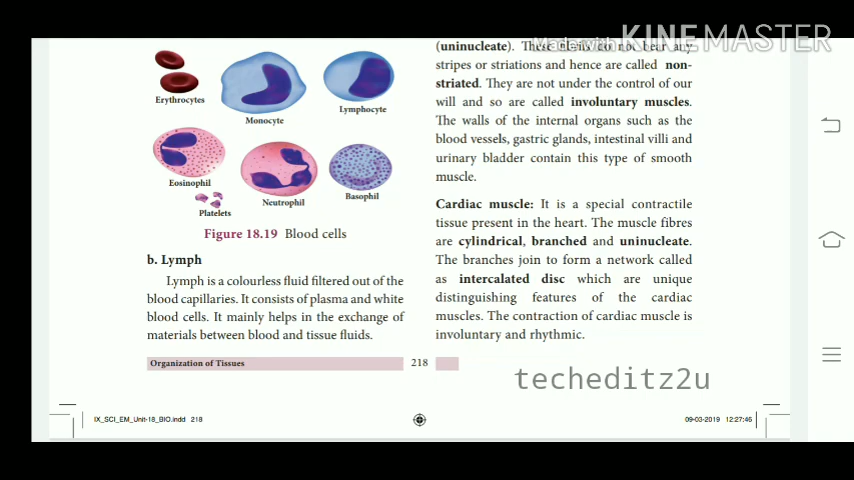 Made with KINEMASTER
Erythrocytes
Monocyte
Lymphocyte
Eosinophil
Platelets
Neutrophil
Basophil
Figure 18.19 Blood cells
b. Lymph
Lymph is a colourless fluid filtered out of the
blood capillaries. It consists of plasma and white
blood cells. It mainly helps in the exchange of
materials between blood and tissue fluids.
(uninucleate). These fibrils do not bear any
stripes or striations and hence are called non-
striated. They are not under the control of our
will and so are called involuntary muscles.
The walls of the internal organs such as the
blood vessels, gastric glands, intestinal villi and
urinary bladder contain this type of smooth
muscle.
Cardiac muscle: It is a special contractile
tissue present in the heart. The muscle fibres
are cylindrical, branched and uninucleate.
The branches join to form a network called
as intercalated disc which are unique
distinguishing features of the cardiac
muscles. The contraction of cardiac muscle is
involuntary and rhythmic.
Organization of Tissues 218
techeditz2u
IX_SCI_EM_Unit-18_BIO.indd 218
09-03-2019 12:27:46